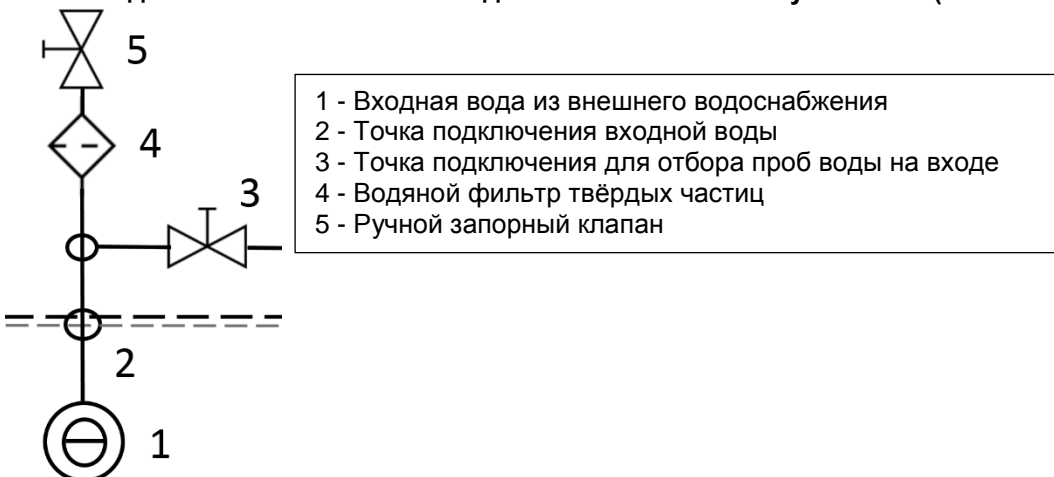 5
4
3
2
1
1 - Входная вода из внешнего водоснабжения
2 - Точка подключения входной воды
3 - Точка подключения для отбора проб воды на входе
4 - Водяной фильтр твёрдых частиц
5 - Ручной запорный клапан